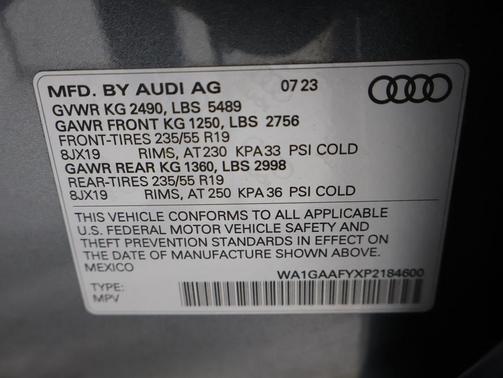 MFD. BY AUDI AG 07 23
GVWR KG 2490, LBS 5489
GAWR FRONT KG 1250, LBS 2756
FRONT-TIRES 235/55 R19
8JX19 RIMS, AT 230 KPA 33 PSI COLD
GAWR REAR KG 1360, LBS 2998
REAR-TIRES 235/55 R19
8JX19 RIMS, AT 250 KPA 36 PSI COLD
THIS VEHICLE CONFORMS TO ALL APPLICABLE
U.S. FEDERAL MOTOR VEHICLE SAFETY AND
THEFT PREVENTION STANDARDS IN EFFECT ON
THE DATE OF MANUFACTURE SHOWN ABOVE.
MEXICO
WA1GAAFYXP2184600
TYPE:
MPV